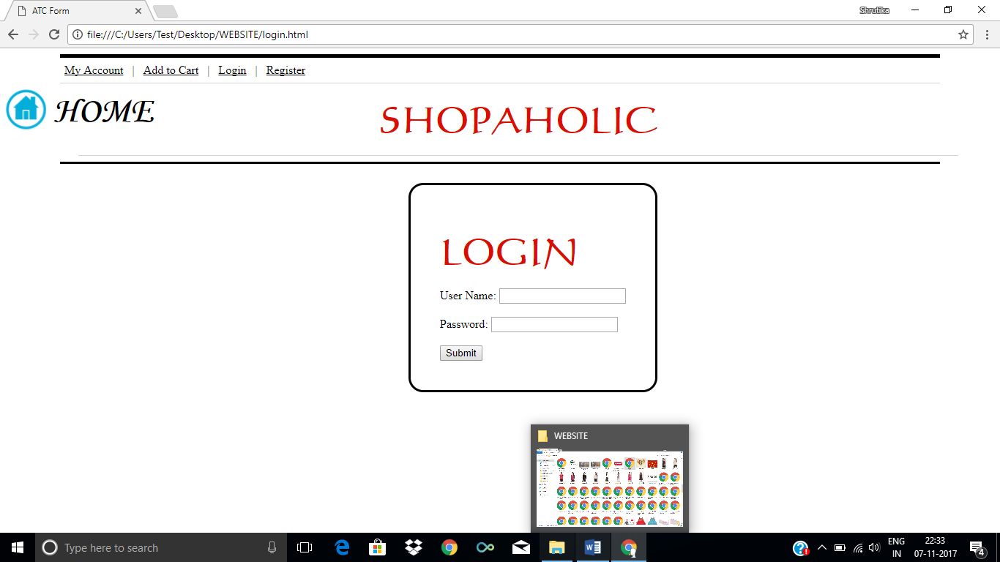 ATC Form
Shrutika
file:///C:/Users/Test/Desktop/WEBSITE/login.html
My Account | Add to Cart | Login | Register
HOME
SHOPAHOLIC
LOGIN
User Name:
Password:
Submit
WEBSITE
Type here to search
ENG
IN
22:33
07-11-2017
4